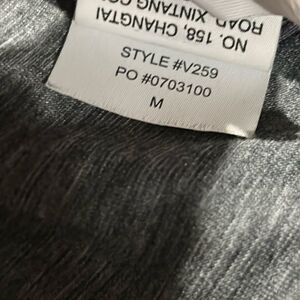 NO. 158, CHANGTAI
ROAD, XINTANG
STYLE #V259
PO #0703100
M